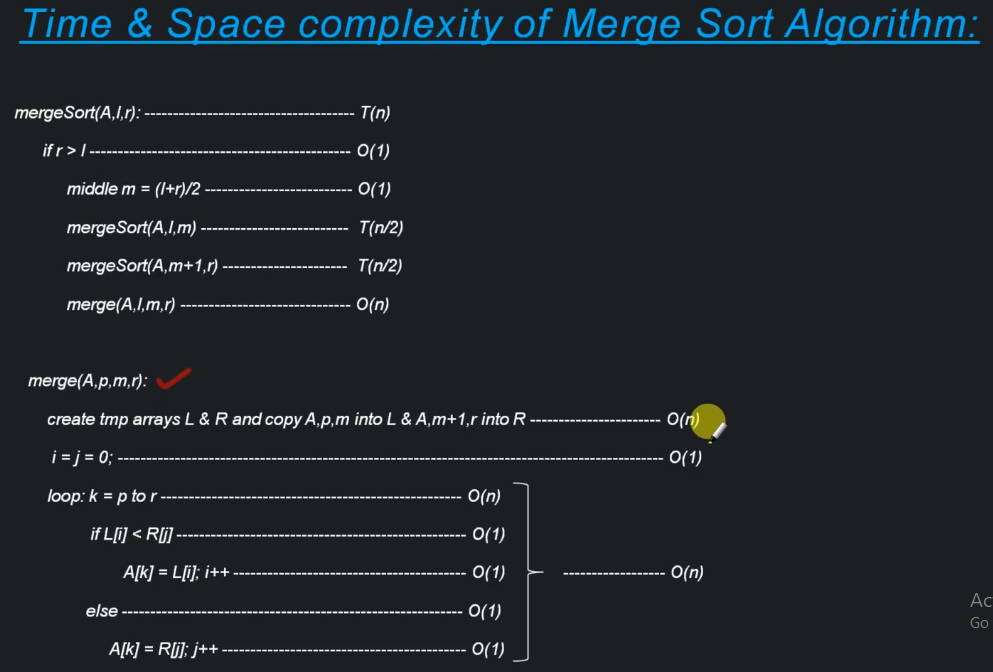 Time & Space complexity of Merge Sort Algorithm:
mergeSort(A,l,r): ------------------------------------- T(n)
if r > l ---------------------------------------------- O(1)
middle m = (l+r)/2 -------------------------- O(1)
mergeSort(A,l,m) -------------------------- T(n/2)
mergeSort(A,m+1,r) ---------------------- T(n/2)
merge(A,l,m,r) ------------------------------ O(n)
merge(A,p,m,r):
create tmp arrays L & R and copy A,p,m into L & A,m+1,r into R ----------------------- O(n)
i = j = 0; ------------------------------------------------------------------------------------------------ O(1)
loop: k = p to r ----------------------------------------------------- O(n)
if L[i] < R[j] --------------------------------------------------- O(1)
A[k] = L[i]; i++ ----------------------------------------- O(1) ------------------ O(n)
else ------------------------------------------------------------ O(1)
A[k] = R[j]; j++ ------------------------------------------- O(1)
Ac
Go